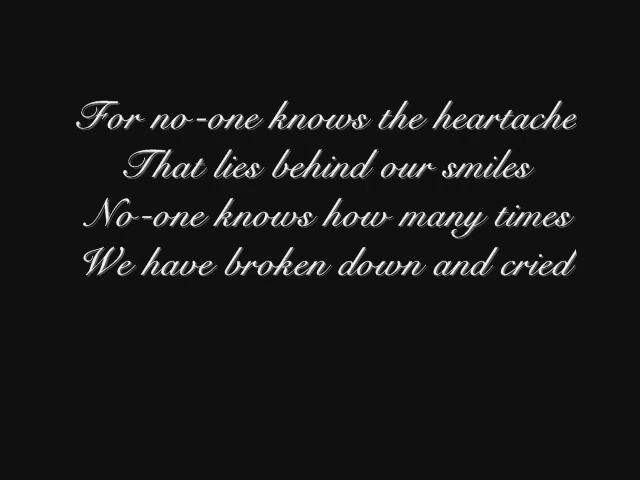 For no-one knows the heartache
That lies behind our smiles
No-one knows how many times
We have broken down and cried